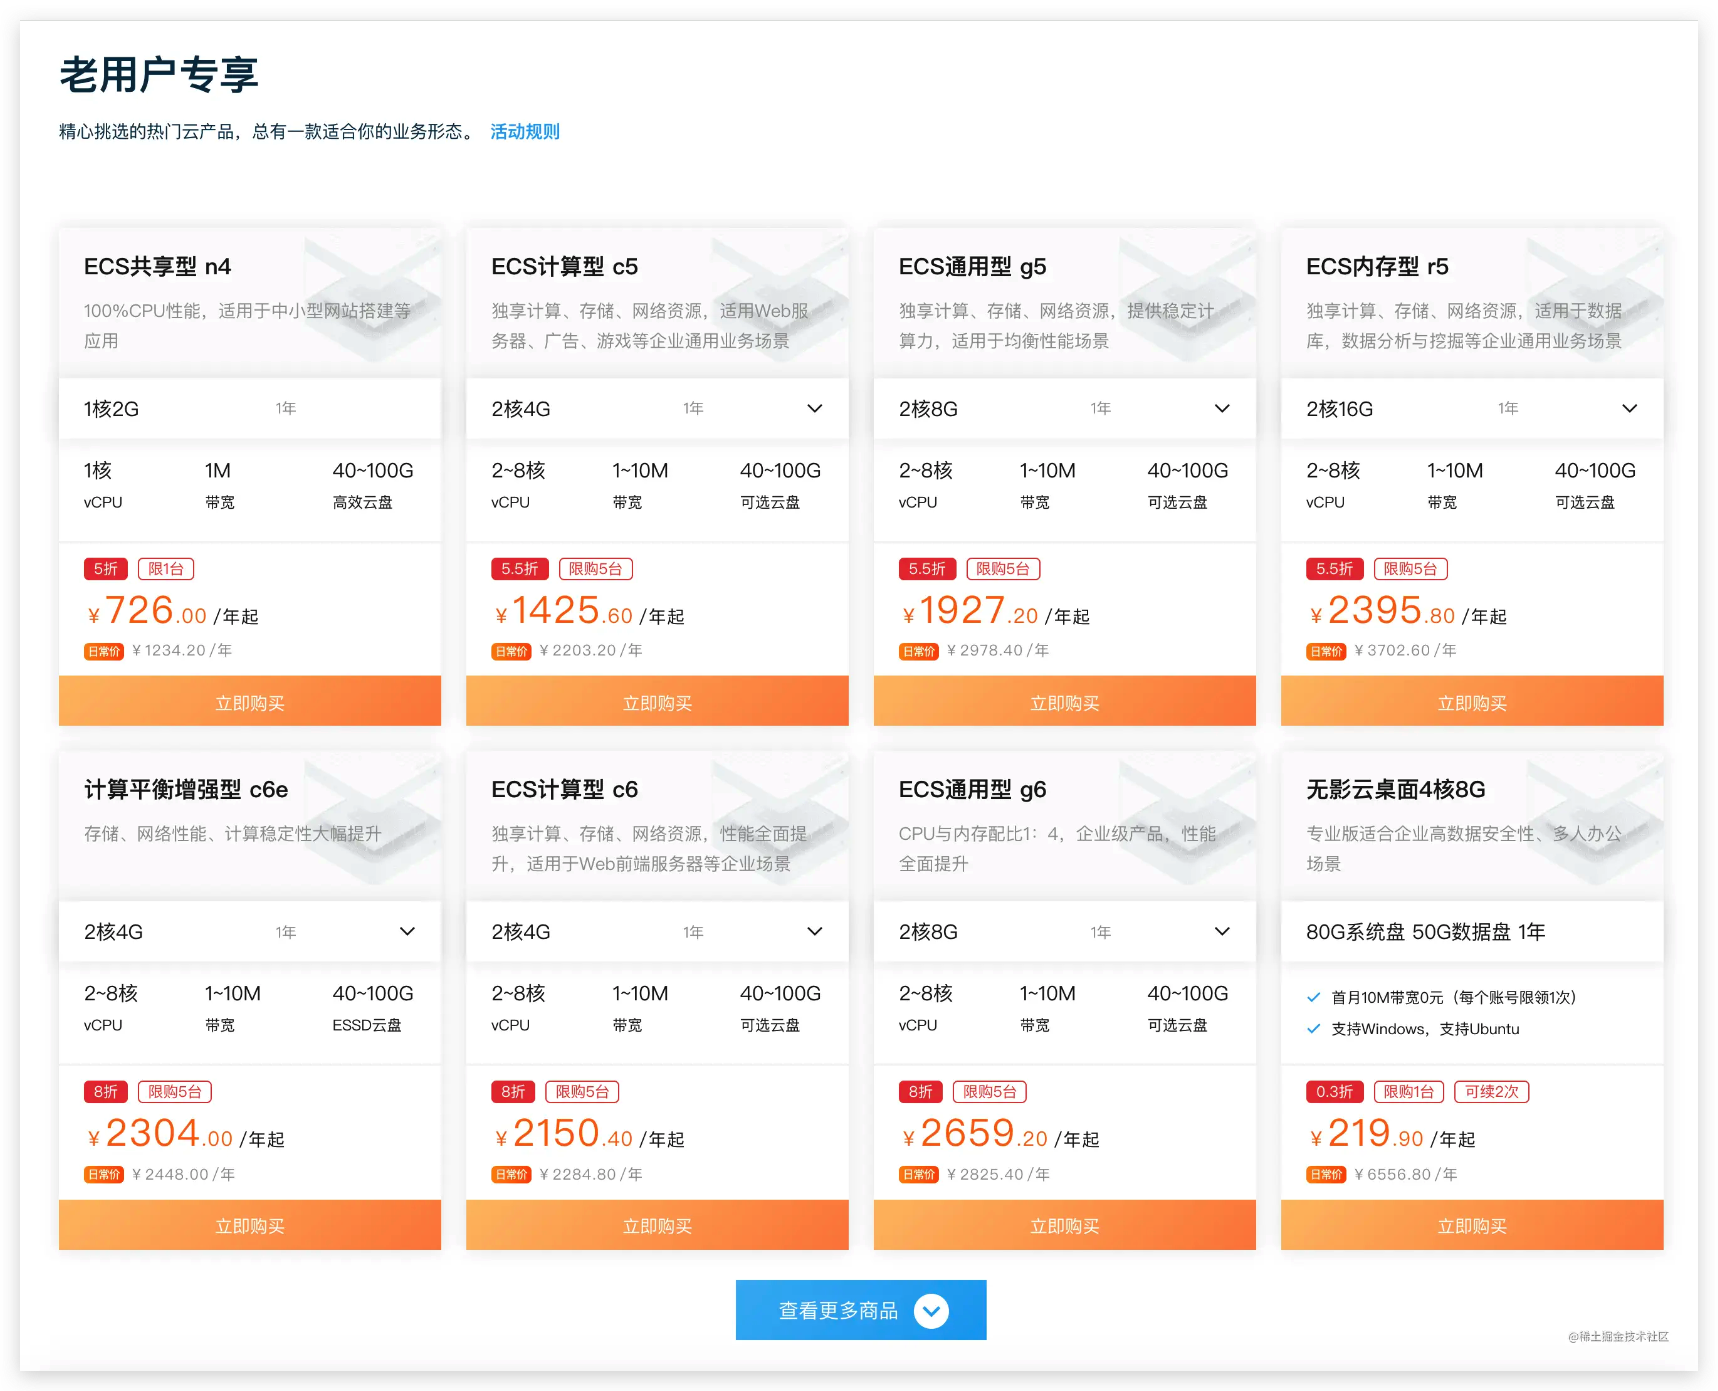 老用户专享
精心挑选的热门云产品，总有一款适合你的业务形态。 活动规则
ECS共享型 n4
100%CPU性能，适用于中小型网站搭建等
应用
1核2G 1年
1核 1M 40~100G
vCPU 带宽 高效云盘
5折 限1台
¥726.00 /年起
日常价 ¥1234.20/年
立即购买
ECS计算型 c5
独享计算、存储、网络资源，适用Web服
务器、广告、游戏等企业通用业务场景
2核4G 1年
2~8核 1~10M 40~100G
vCPU 带宽 可选云盘
5.5折 限购5台
¥1425.60 /年起
日常价 ¥2203.20/年
立即购买
ECS通用型 g5
独享计算、存储、网络资源，提供稳定计
算力，适用于均衡性能场景
2核8G 1年
2~8核 1~10M 40~100G
vCPU 带宽 可选云盘
5.5折 限购5台
¥1927.20 /年起
日常价 ¥2978.40/年
立即购买
ECS内存型 r5
独享计算、存储、网络资源，适用于数据
库，数据分析与挖掘等企业通用业务场景
2核16G 1年
2~8核 1~10M 40~100G
vCPU 带宽 可选云盘
5.5折 限购5台
¥2395.80 /年起
日常价 ¥3702.60/年
立即购买
计算平衡增强型 c6e
存储、网络性能、计算稳定性大幅提升
2核4G 1年
2~8核 1~10M 40~100G
vCPU 带宽 ESSD云盘
8折 限购5台
¥2304.00 /年起
日常价 ¥2448.00/年
立即购买
ECS计算型 c6
独享计算、存储、网络资源，性能全面提
升，适用于Web前端服务器等企业场景
2核4G 1年
2~8核 1~10M 40~100G
vCPU 带宽 可选云盘
8折 限购5台
¥2150.40 /年起
日常价 ¥2284.80/年
立即购买
ECS通用型 g6
CPU与内存配比1：4，企业级产品，性能
全面提升
2核8G 1年
2~8核 1~10M 40~100G
vCPU 带宽 可选云盘
8折 限购5台
¥2659.20 /年起
日常价 ¥2825.40/年
立即购买
无影云桌面4核8G
专业版适合企业高数据安全性、多人办公
场景
80G系统盘 50G数据盘 1年
首月10M带宽0元（每个账号限领1次）
支持Windows，支持Ubuntu
0.3折 限购1台 可续2次
¥219.90 /年起
日常价 ¥6556.80/年
立即购买
查看更多商品
@稀土掘金技术社区